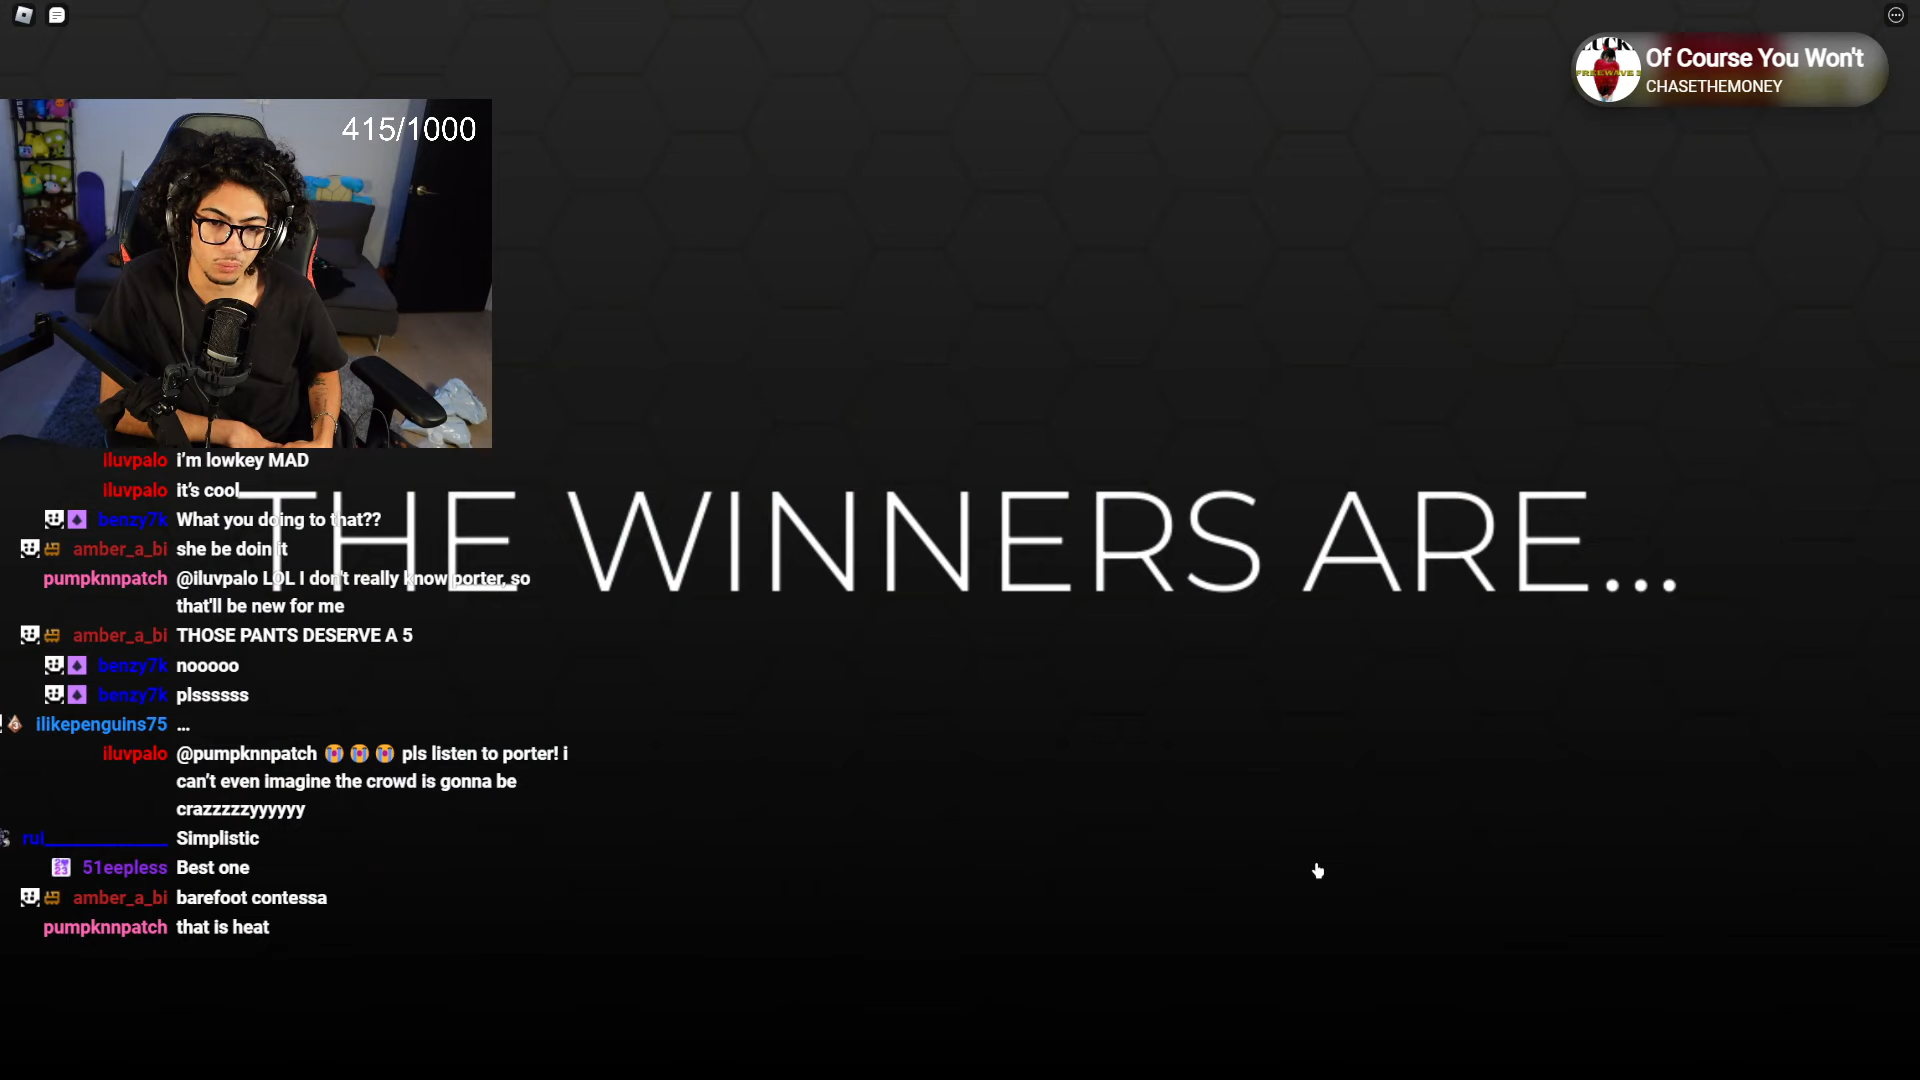 Of Course You Won't
CHASETHEMONEY
FREEWAVE 3
415/1000
THE WINNERS ARE...
iluvpalo i'm lowkey MAD
iluvpalo it's cool
benzy7k What you doing to that??
amber_a_bi she be doin it
pumpknnpatch @iluvpalo LOL I don't really know porter, so
that'll be new for me
amber_a_bi THOSE PANTS DESERVE A 5
benzy7k nooooo
benzy7k plssssss
ilikepenguins75 ...
iluvpalo @pumpknnpatch 😭 😭 😭 pls listen to porter! i
can't even imagine the crowd is gonna be
crazzzzzyyyyyy
rui______________ Simplistic
51eepless Best one
amber_a_bi barefoot contessa
pumpknnpatch that is heat